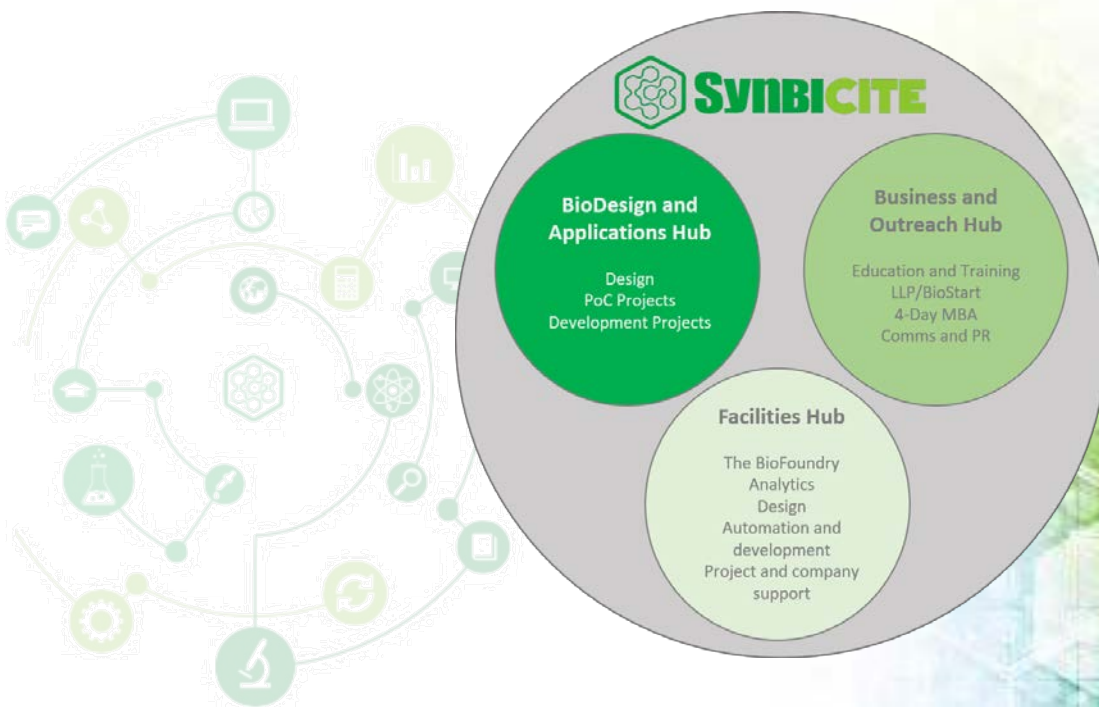 SYNBICITE
BioDesign and
Applications Hub
Design
PoC Projects
Development Projects
Business and
Outreach Hub
Education and Training
LLP/BioStart
4-Day MBA
Comms and PR
Facilities Hub
The BioFoundry
Analytics
Design
Automation and
development
Project and company
support